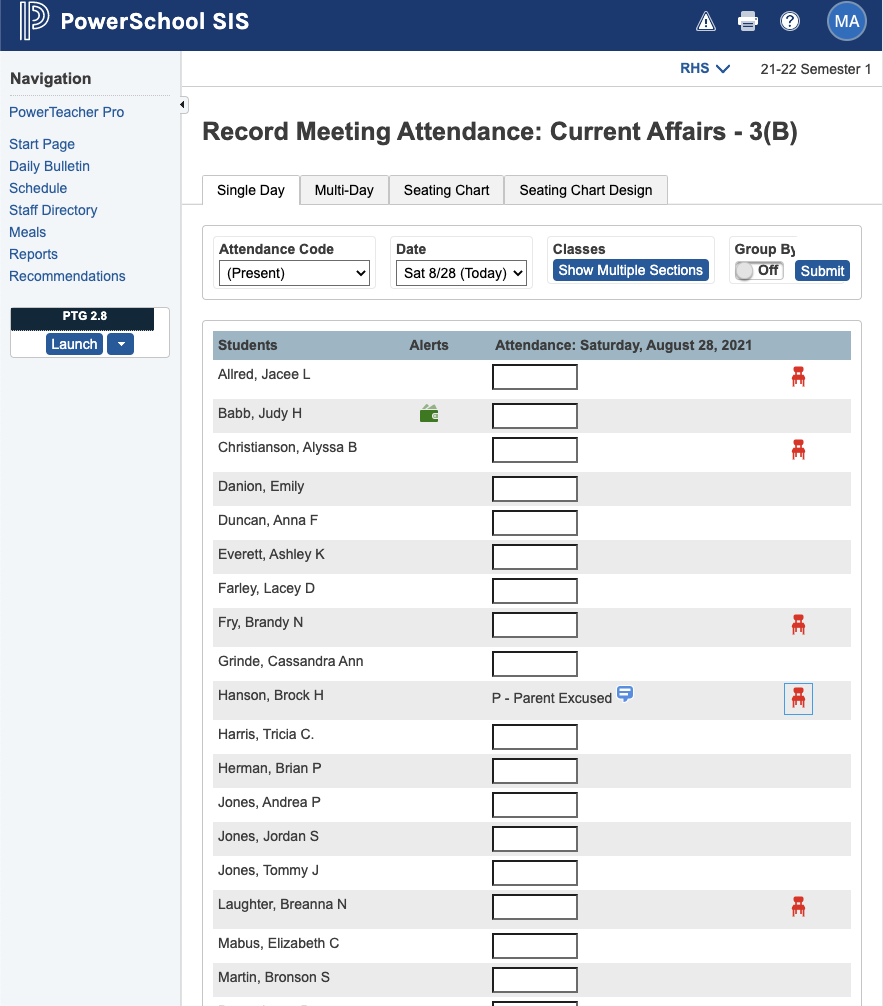 PowerSchool SIS
MA
RHS
21-22 Semester 1
Navigation
PowerTeacher Pro
Start Page
Daily Bulletin
Schedule
Staff Directory
Meals
Reports
Recommendations
PTG 2.8
Launch
Record Meeting Attendance: Current Affairs - 3(B)
Single Day Multi-Day Seating Chart Seating Chart Design
Attendance Code Date Classes Group By
(Present) Sat 8/28 (Today) Show Multiple Sections Off Submit
Students Alerts Attendance: Saturday, August 28, 2021
Allred, Jacee L
Babb, Judy H
Christianson, Alyssa B
Danion, Emily
Duncan, Anna F
Everett, Ashley K
Farley, Lacey D
Fry, Brandy N
Grinde, Cassandra Ann
Hanson, Brock H P - Parent Excused
Harris, Tricia C.
Herman, Brian P
Jones, Andrea P
Jones, Jordan S
Jones, Tommy J
Laughter, Breanna N
Mabus, Elizabeth C
Martin, Bronson S